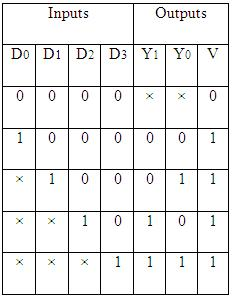 Inputs Outputs
D0 D1 D2 D3 Y1 Y0 V
0 0 0 0 × × 0
1 0 0 0 0 0 1
× 1 0 0 0 1 1
× × 1 0 1 0 1
× × × 1 1 1 1